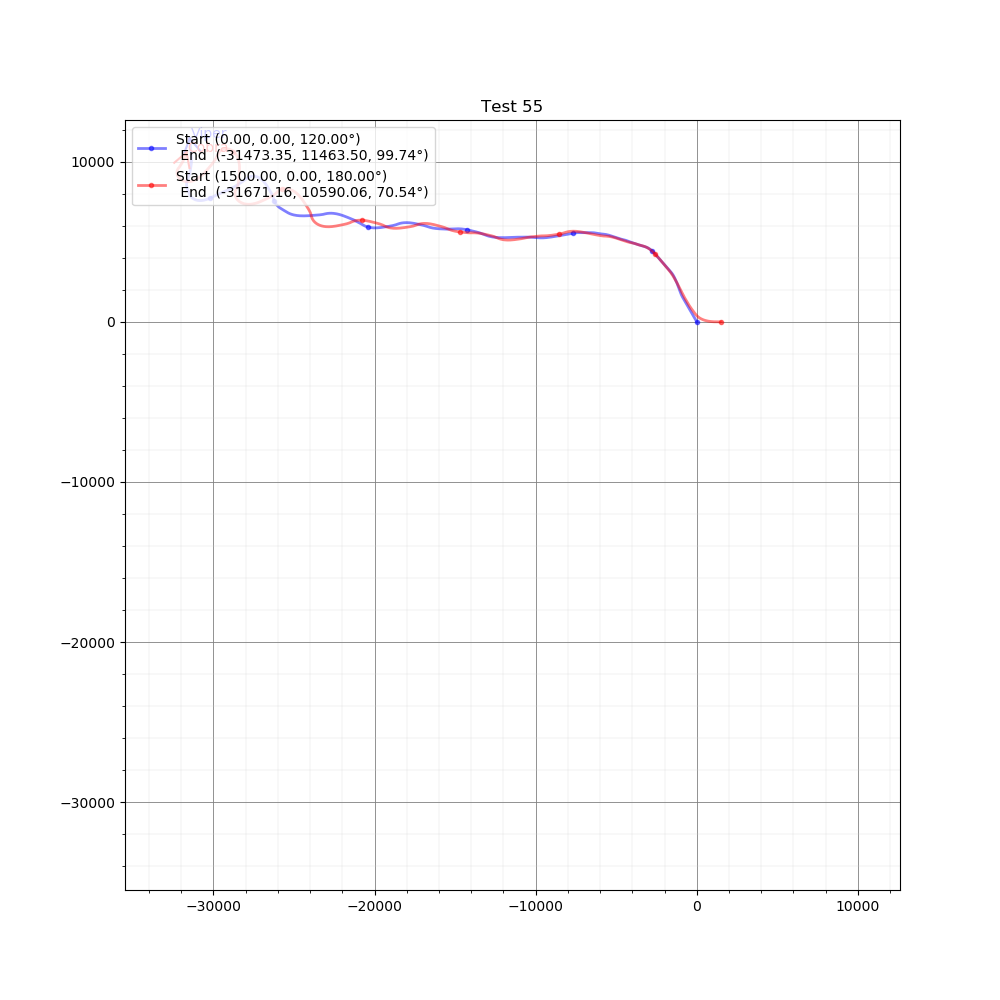 Test 55
Viper
Start (0.00, 0.00, 120.00°)
End (-31473.35, 11463.50, 99.74°)
Start (1500.00, 0.00, 180.00°)
End (-31671.16, 10590.06, 70.54°)
10000
0
−10000
−20000
−30000
−30000
−20000
−10000
0
10000